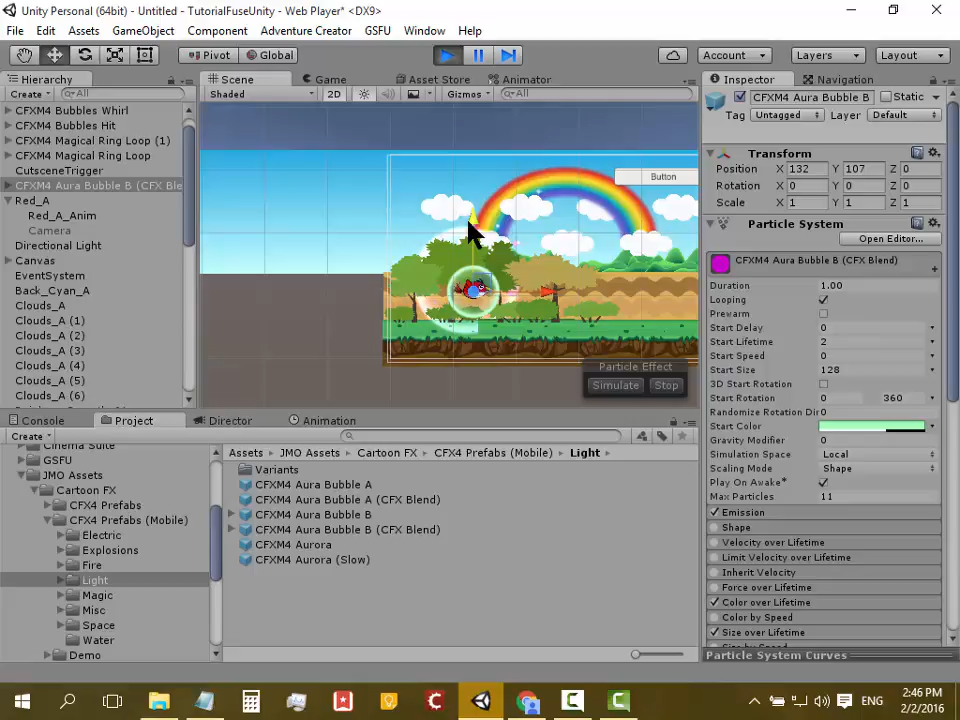 Unity Personal (64bit) - Untitled - TutorialFuseUnity - Web Player* <DX9>
File Edit Assets GameObject Component Adventure Creator GSFU Window Help
Pivot Global Account Layers Layout
Hierarchy Scene Game Asset Store Animator Inspector Navigation
Create All Shaded 2D Gizmos All CFXM4 Aura Bubble B Static
Tag Untagged Layer Default
CFXM4 Bubbles Whirl
CFXM4 Bubbles Hit
CFXM4 Magical Ring Loop (1)
CFXM4 Magical Ring Loop
CutsceneTrigger
CFXM4 Aura Bubble B (CFX Ble
Red_A
Red_A_Anim
Camera
Directional Light
Canvas
EventSystem
Back_Cyan_A
Clouds_A
Clouds_A (1)
Clouds_A (2)
Clouds_A (3)
Clouds_A (4)
Clouds_A (5)
Clouds_A (6)
Button
Particle Effect
Simulate Stop
Transform
Position X 132 Y 107 Z 0
Rotation X 0 Y 0 Z 0
Scale X 1 Y 1 Z 1
Particle System
Open Editor...
CFXM4 Aura Bubble B (CFX Blend)
Duration 1.00
Looping
Prewarm
Start Delay 0
Start Lifetime 2
Start Speed 0
Start Size 128
3D Start Rotation
Start Rotation 0 360
Randomize Rotation Dir 0
Start Color
Gravity Modifier 0
Simulation Space Local
Scaling Mode Shape
Play On Awake*
Max Particles 11
Emission
Shape
Velocity over Lifetime
Limit Velocity over Lifetime
Inherit Velocity
Force over Lifetime
Color over Lifetime
Color by Speed
Size over Lifetime
Particle System Curves
Console Project Director Animation
Create
Cinema Suite
GSFU
JMO Assets
Cartoon FX
CFX4 Prefabs
CFX4 Prefabs (Mobile)
Electric
Explosions
Fire
Light
Magic
Misc
Space
Water
Demo
Assets JMO Assets Cartoon FX CFX4 Prefabs (Mobile) Light
Variants
CFXM4 Aura Bubble A
CFXM4 Aura Bubble A (CFX Blend)
CFXM4 Aura Bubble B
CFXM4 Aura Bubble B (CFX Blend)
CFXM4 Aurora
CFXM4 Aurora (Slow)
ENG
2:46 PM
2/2/2016